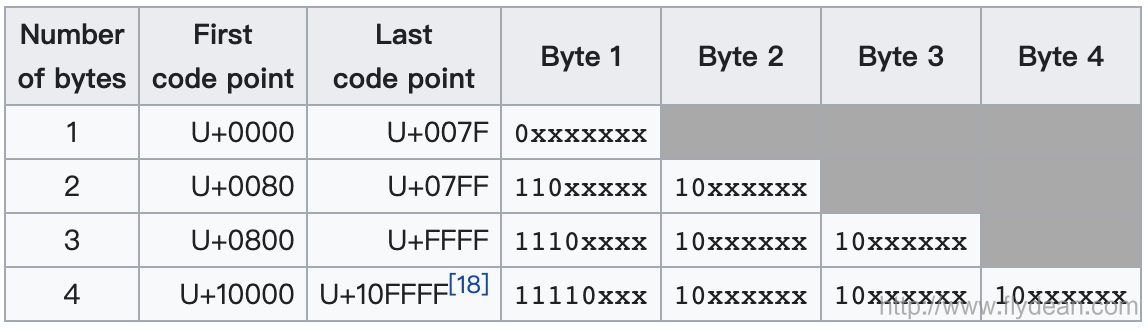 Number of bytes First code point Last code point Byte 1 Byte 2 Byte 3 Byte 4
1 U+0000 U+007F 0xxxxxxx
2 U+0080 U+07FF 110xxxxx 10xxxxxx
3 U+0800 U+FFFF 1110xxxx 10xxxxxx 10xxxxxx
4 U+10000 U+10FFFF[18] 11110xxx 10xxxxxx 10xxxxxx 10xxxxxx
http://www.flydean.com